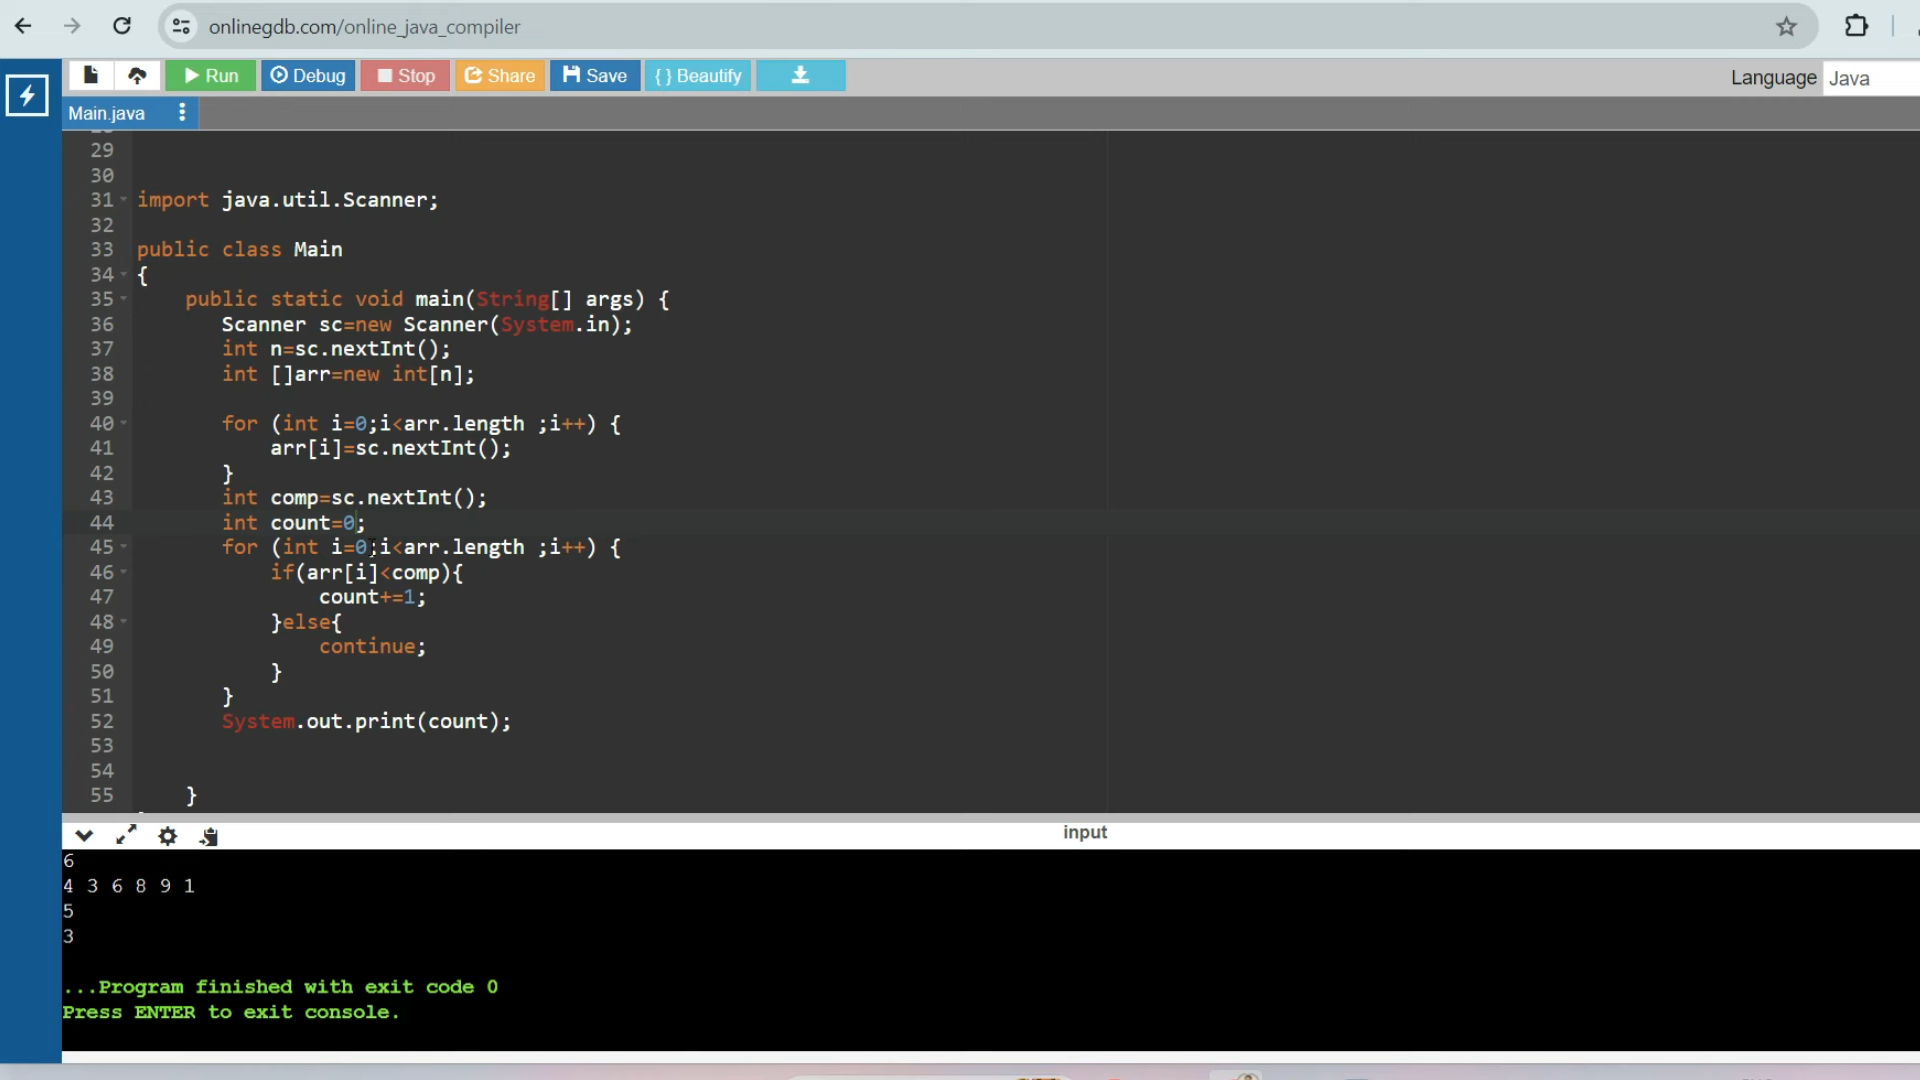 onlinegdb.com/online_java_compiler
Run Debug Stop Share Save { } Beautify Language Java
Main.java
29
30
31 import java.util.Scanner;
32
33 public class Main
34 {
35 public static void main(String[] args) {
36 Scanner sc=new Scanner(System.in);
37 int n=sc.nextInt();
38 int []arr=new int[n];
39
40 for (int i=0;i<arr.length ;i++) {
41 arr[i]=sc.nextInt();
42 }
43 int comp=sc.nextInt();
44 int count=0;
45 for (int i=0;i<arr.length ;i++) {
46 if(arr[i]<comp){
47 count+=1;
48 }else{
49 continue;
50 }
51 }
52 System.out.print(count);
53
54
55 }
input
6
4 3 6 8 9 1
5
3
...Program finished with exit code 0
Press ENTER to exit console.